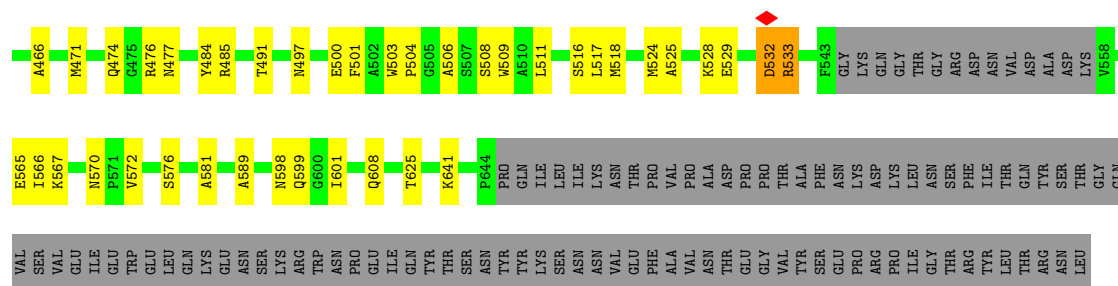 A466 M471 Q474 G475 R476 N477 Y484 R485 T491 N497 E500 F501 A502 W503 P504 G505 A506 S507 S508 W509 A510 L511 S516 L517 M518 M524 A525 K528 E529 D532 R533 F543 GLY LYS GLN GLY THR GLY ARG ASP ASN VAL ASP ALA ASP LYS V558
E565 I566 K567 N570 P571 V572 S576 A581 A589 N598 Q599 G600 I601 Q608 T625 K641 P644 PRO GLN ILE LEU ILE LYS ASN THR PRO VAL PRO ALA ASP PRO PRO THR ALA PHE ASN LYS ASP LYS LEU ASN SER PHE ILE THR GLN TYR SER THR GLY GLN
VAL SER VAL GLU ILE GLU TRP GLU LEU GLN LYS GLU ASN SER LYS ARG TRP ASN PRO GLU ILE GLN TYR THR SER ASN TYR TYR LYS SER ASN ASN VAL GLU PHE ALA VAL ASN THR GLU GLY VAL TYR SER GLU PRO ARG PRO ILE GLY THR ARG TYR LEU THR ARG ASN LEU